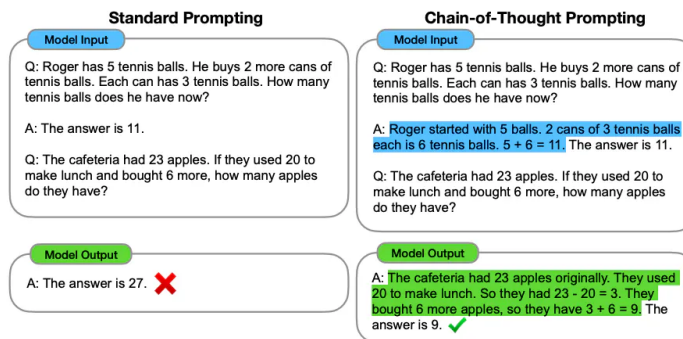 Standard Prompting
Model Input
Q: Roger has 5 tennis balls. He buys 2 more cans of
tennis balls. Each can has 3 tennis balls. How many
tennis balls does he have now?
A: The answer is 11.
Q: The cafeteria had 23 apples. If they used 20 to
make lunch and bought 6 more, how many apples
do they have?
Model Output
A: The answer is 27.
Chain-of-Thought Prompting
Model Input
Q: Roger has 5 tennis balls. He buys 2 more cans of
tennis balls. Each can has 3 tennis balls. How many
tennis balls does he have now?
A: Roger started with 5 balls. 2 cans of 3 tennis balls
each is 6 tennis balls. 5 + 6 = 11. The answer is 11.
Q: The cafeteria had 23 apples. If they used 20 to
make lunch and bought 6 more, how many apples
do they have?
Model Output
A: The cafeteria had 23 apples originally. They used
20 to make lunch. So they had 23 - 20 = 3. They
bought 6 more apples, so they have 3 + 6 = 9. The
answer is 9.